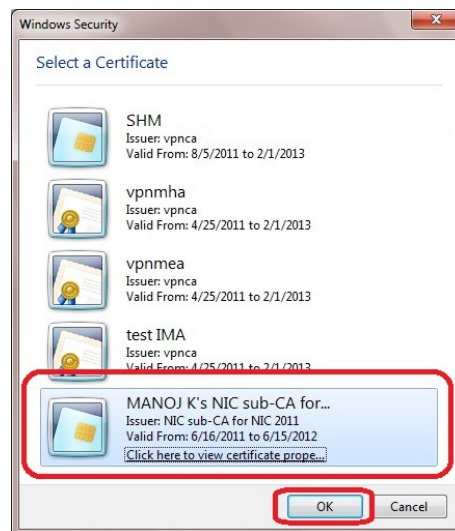 Windows Security
Select a Certificate
SHM
Issuer: vpnca
Valid From: 8/5/2011 to 2/1/2013
vpnmha
Issuer: vpnca
Valid From: 4/25/2011 to 2/1/2013
vpnmea
Issuer: vpnca
Valid From: 4/25/2011 to 2/1/2013
test IMA
Issuer: vpnca
Valid From: 4/25/2011 to 2/1/2013
MANOJ K's NIC sub-CA for...
Issuer: NIC sub-CA for NIC 2011
Valid From: 6/16/2011 to 6/15/2012
Click here to view certificate prope...
OK Cancel